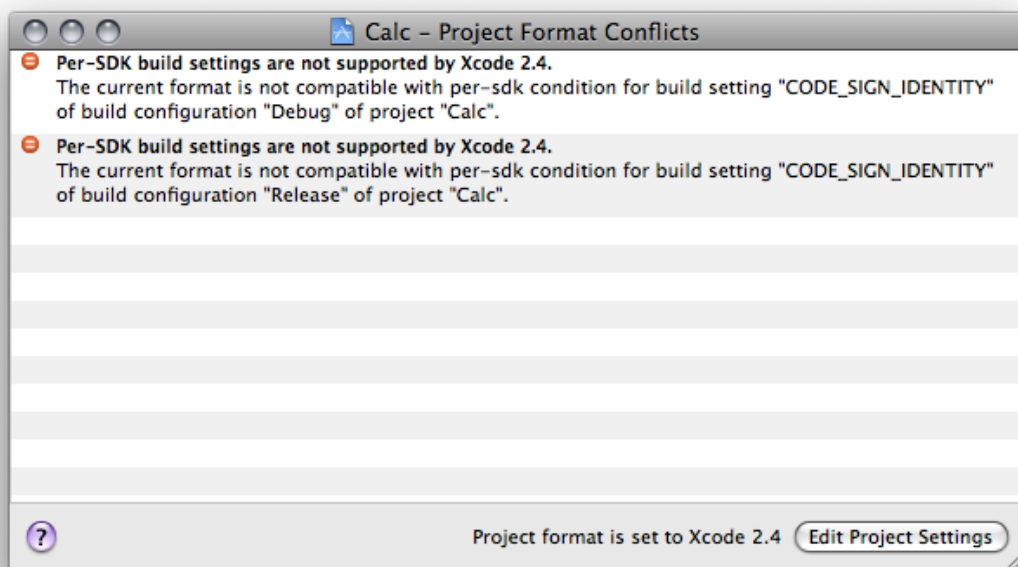 Calc – Project Format Conflicts
Per-SDK build settings are not supported by Xcode 2.4.
The current format is not compatible with per-sdk condition for build setting "CODE_SIGN_IDENTITY"
of build configuration "Debug" of project "Calc".
Per-SDK build settings are not supported by Xcode 2.4.
The current format is not compatible with per-sdk condition for build setting "CODE_SIGN_IDENTITY"
of build configuration "Release" of project "Calc".
? Project format is set to Xcode 2.4 Edit Project Settings